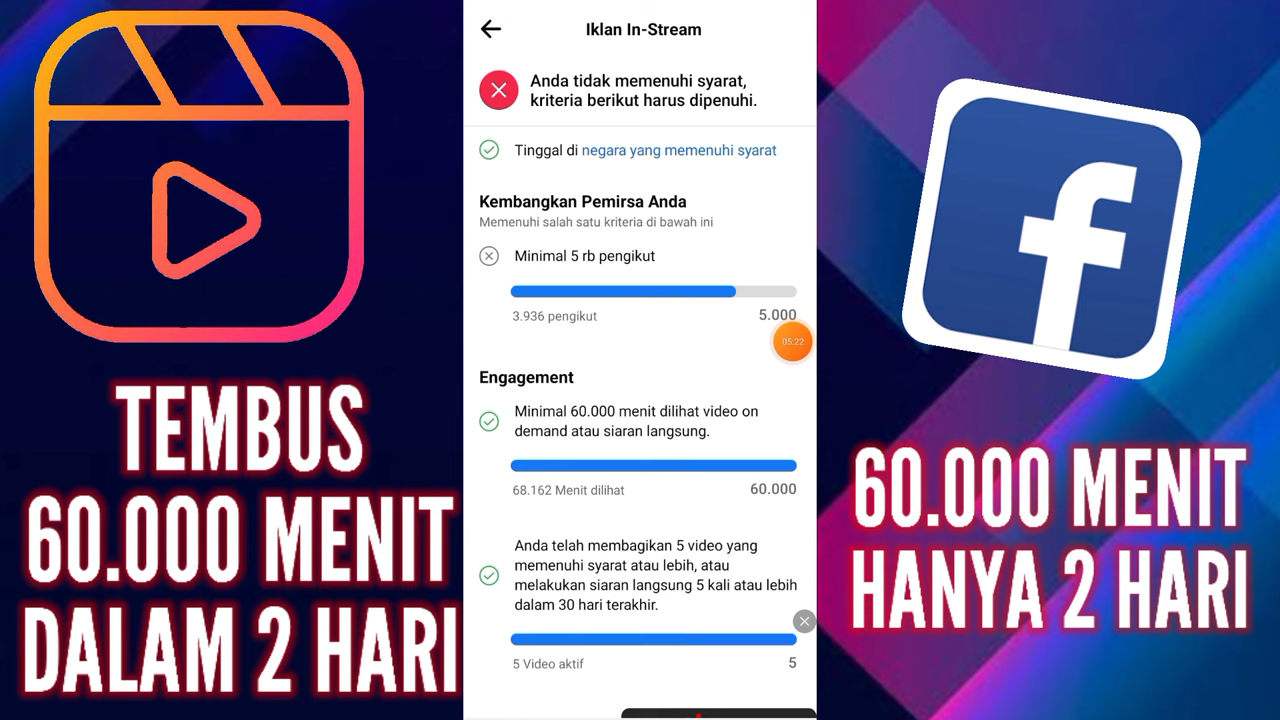 TEMBUS
60.000 MENIT
DALAM 2 HARI
Iklan In-Stream
Anda tidak memenuhi syarat,
kriteria berikut harus dipenuhi.
Tinggal di negara yang memenuhi syarat
Kembangkan Pemirsa Anda
Memenuhi salah satu kriteria di bawah ini
Minimal 5 rb pengikut
3.936 pengikut 5.000
05:22
Engagement
Minimal 60.000 menit dilihat video on
demand atau siaran langsung.
68.162 Menit dilihat 60.000
Anda telah membagikan 5 video yang
memenuhi syarat atau lebih, atau
melakukan siaran langsung 5 kali atau lebih
dalam 30 hari terakhir.
5 Video aktif 5
f
60.000 MENIT
HANYA 2 HARI